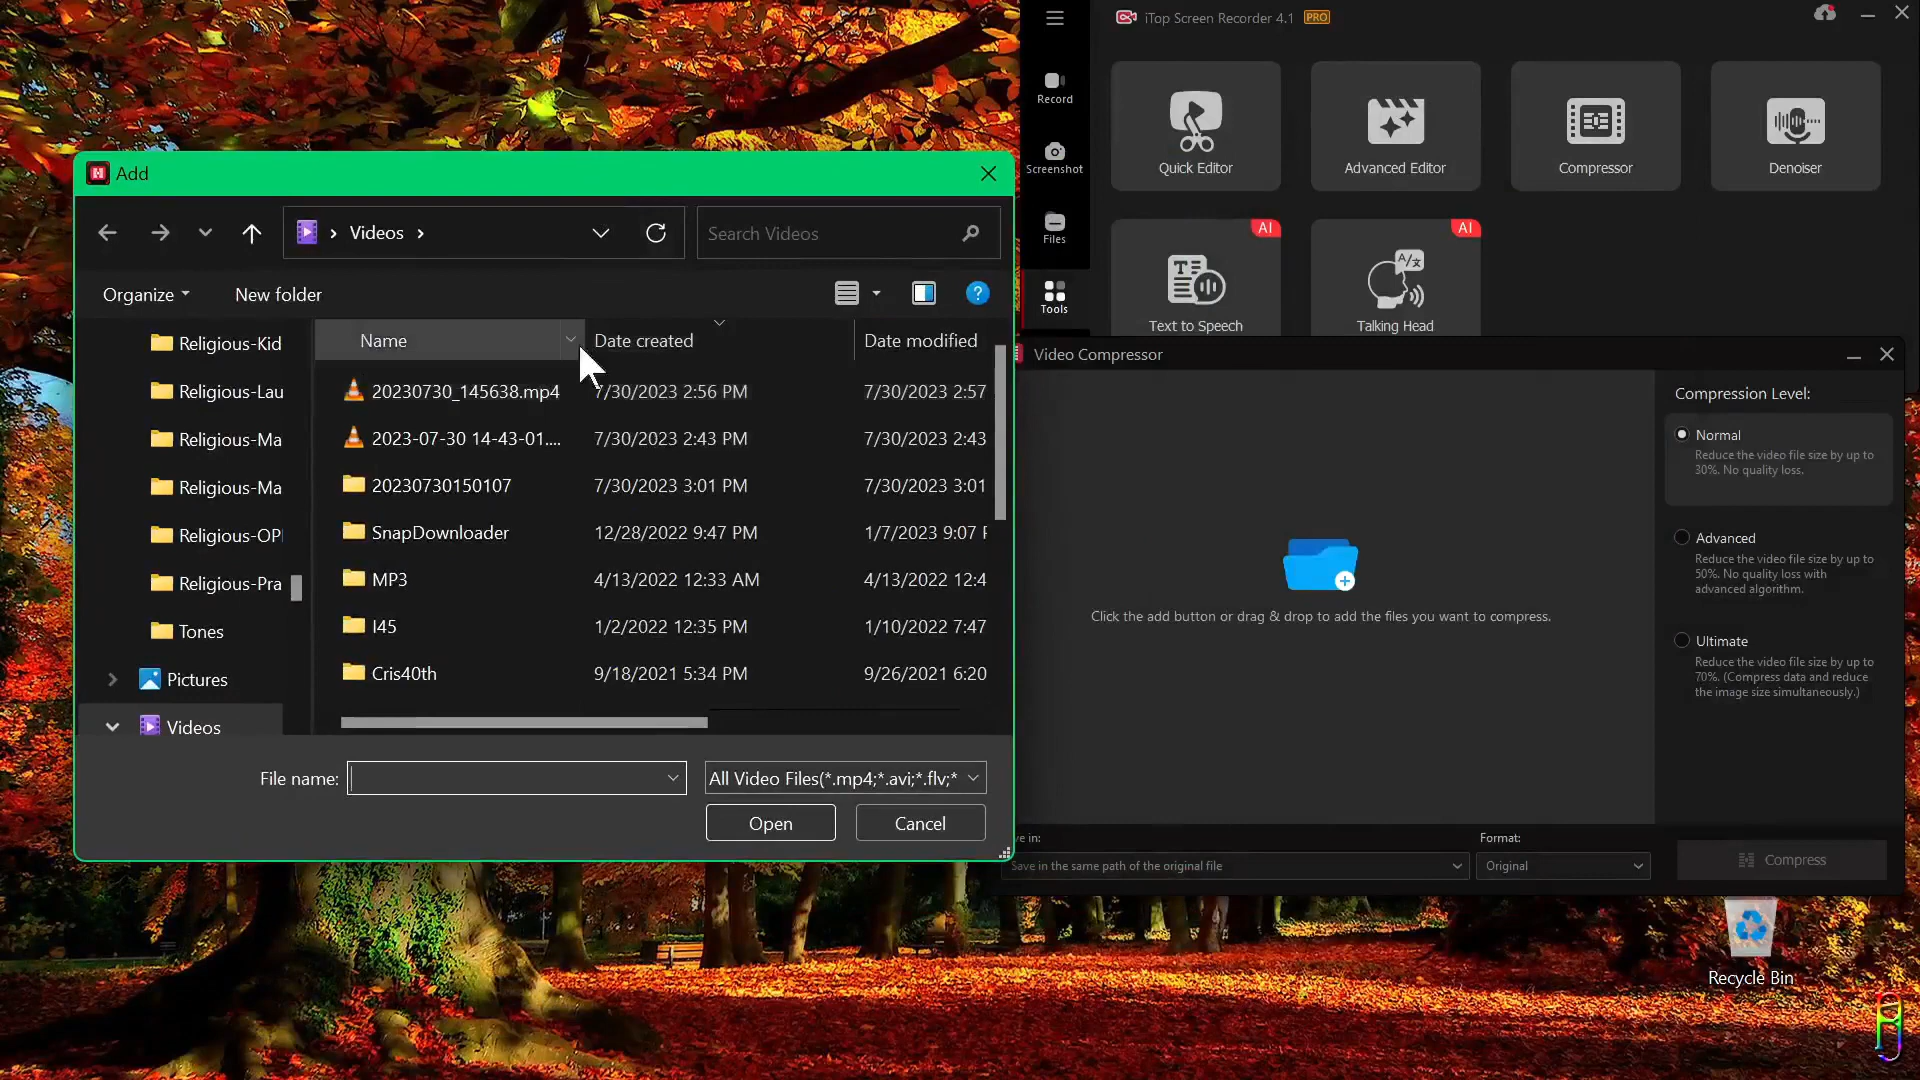 iTop Screen Recorder 4.1 PRO
Record
Screenshot
Files
Tools
Quick Editor
Advanced Editor
Compressor
Denoiser
AI
AI
Text to Speech
Talking Head
Add
Videos
Search Videos
Organize
New folder
Religious-Kid
Religious-Lau
Religious-Ma
Religious-Ma
Religious-OP
Religious-Pra
Tones
Pictures
Videos
Name Date created Date modified
20230730_145638.mp4 7/30/2023 2:56 PM 7/30/2023 2:57
2023-07-30 14-43-01.... 7/30/2023 2:43 PM 7/30/2023 2:43
20230730150107 7/30/2023 3:01 PM 7/30/2023 3:01
SnapDownloader 12/28/2022 9:47 PM 1/7/2023 9:07
MP3 4/13/2022 12:33 AM 4/13/2022 12:4
I45 1/2/2022 12:35 PM 1/10/2022 7:47
Cris40th 9/18/2021 5:34 PM 9/26/2021 6:20
File name:
All Video Files(*.mp4;*.avi;*.flv;*
Open
Cancel
Video Compressor
Click the add button or drag & drop to add the files you want to compress.
Compression Level:
Normal
Reduce the video file size by up to
30%. No quality loss.
Advanced
Reduce the video file size by up to
50%. No quality loss with
advanced algorithm.
Ultimate
Reduce the video file size by up to
70%. (Compress data and reduce
the image size simultaneously.)
ve in:
Save in the same path of the original file
Format:
Original
Compress
Recycle Bin